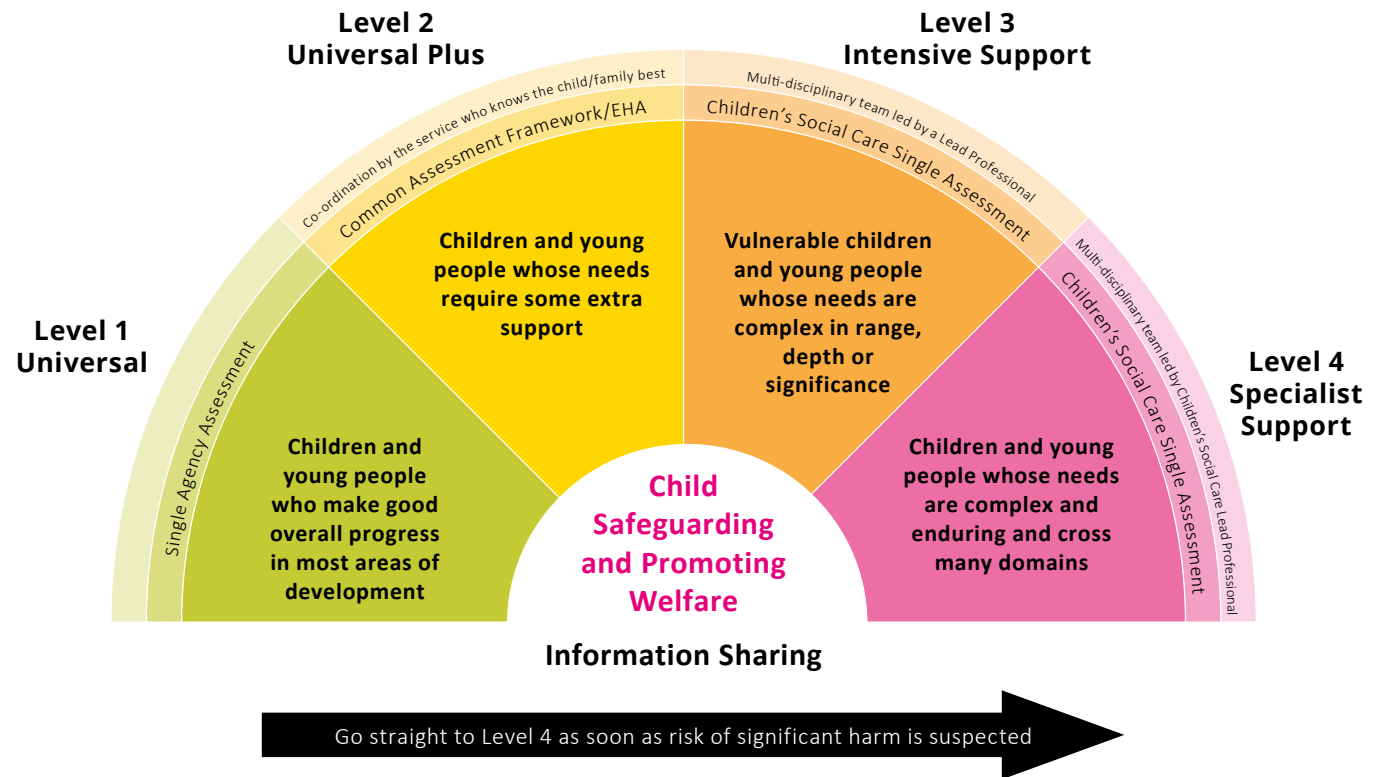 Level 1
Universal
Single Agency Assessment
Children and
young people
who make good
overall progress
in most areas of
development
Level 2
Universal Plus
Co-ordination by the service who knows the child/family best
Common Assessment Framework/EHA
Children and young
people whose needs
require some extra
support
Level 3
Intensive Support
Multi-disciplinary team led by a Lead Professional
Children’s Social Care Single Assessment
Vulnerable children
and young people
whose needs are
complex in range,
depth or
significance
Level 4
Specialist
Support
Multi-disciplinary team led by Children’s Social Care Lead Professional
Children’s Social Care Single Assessment
Children and young
people whose needs
are complex and
enduring and cross
many domains
Child
Safeguarding
and Promoting
Welfare
Information Sharing
Go straight to Level 4 as soon as risk of significant harm is suspected